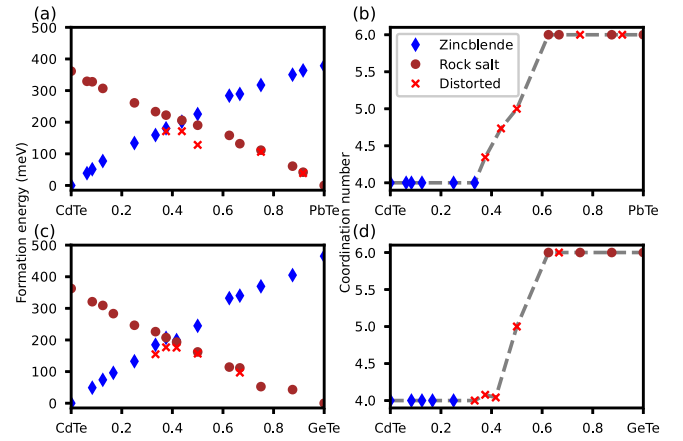 (a)
(b)
500
400
300
200
100
0
CdTe
0.2
0.4
0.6
0.8
PbTe
6.0
5.5
5.0
4.5
4.0
CdTe
0.2
0.4
0.6
0.8
PbTe
Zincblende
Rock salt
Distorted
Formation energy (meV)
Coordination number
(c)
(d)
500
400
300
200
100
0
CdTe
0.2
0.4
0.6
0.8
GeTe
6.0
5.5
5.0
4.5
4.0
CdTe
0.2
0.4
0.6
0.8
GeTe